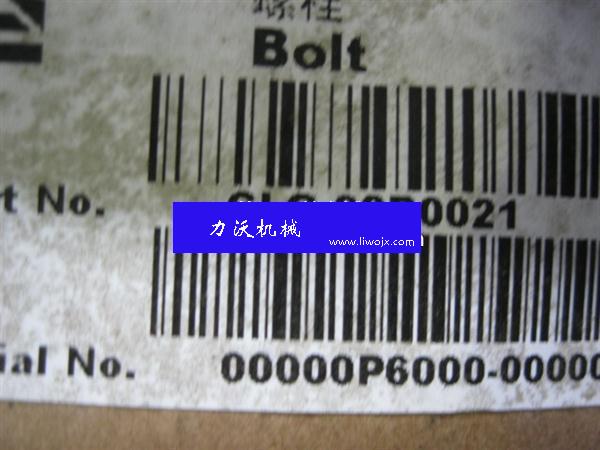 螺栓
Bolt
t No. 0021
力沃机械
www.liwojx.com
ial No. 00000P6000-00000